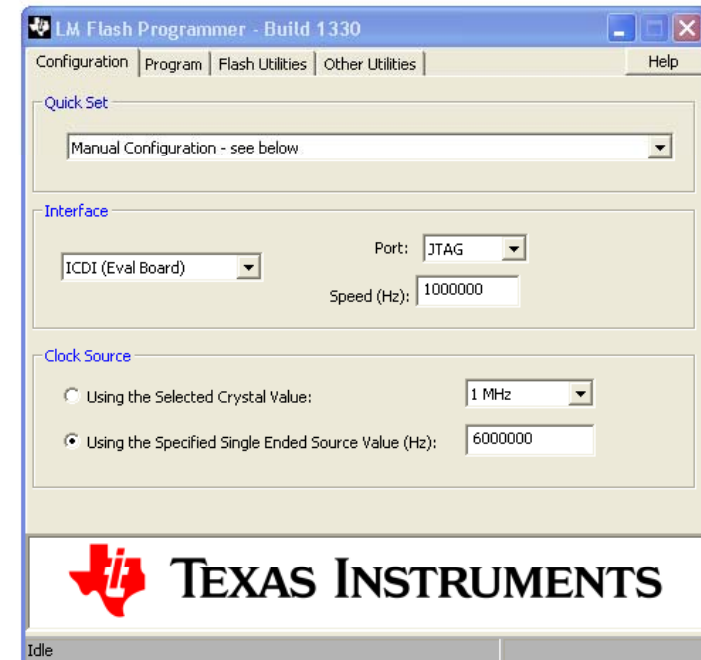 LM Flash Programmer - Build 1330
Configuration Program Flash Utilities Other Utilities Help
Quick Set
Manual Configuration - see below
Interface
ICDI (Eval Board)
Port: JTAG
Speed (Hz): 1000000
Clock Source
Using the Selected Crystal Value: 1 MHz
Using the Specified Single Ended Source Value (Hz): 6000000
TEXAS INSTRUMENTS
Idle